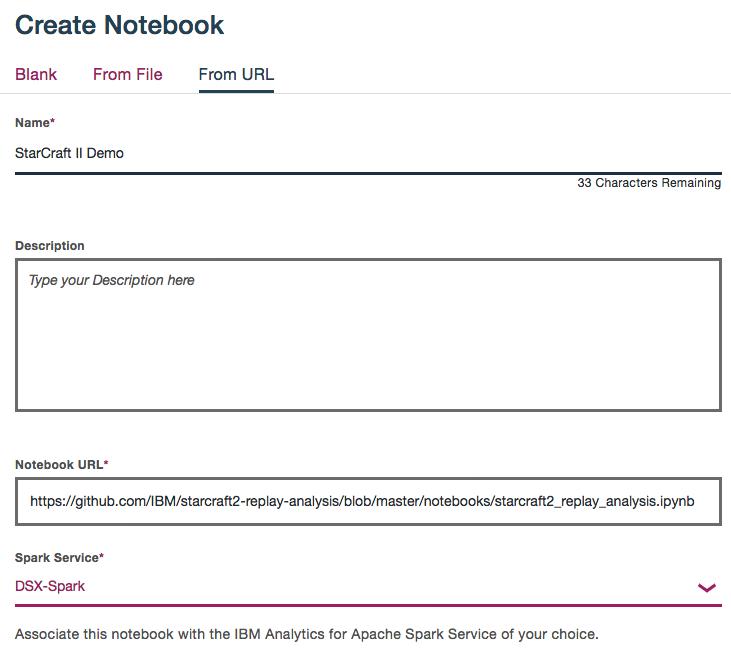 Create Notebook
Blank From File From URL
Name*
StarCraft II Demo
33 Characters Remaining
Description
Type your Description here
Notebook URL*
https://github.com/IBM/starcraft2-replay-analysis/blob/master/notebooks/starcraft2_replay_analysis.ipynb
Spark Service*
DSX-Spark
Associate this notebook with the IBM Analytics for Apache Spark Service of your choice.